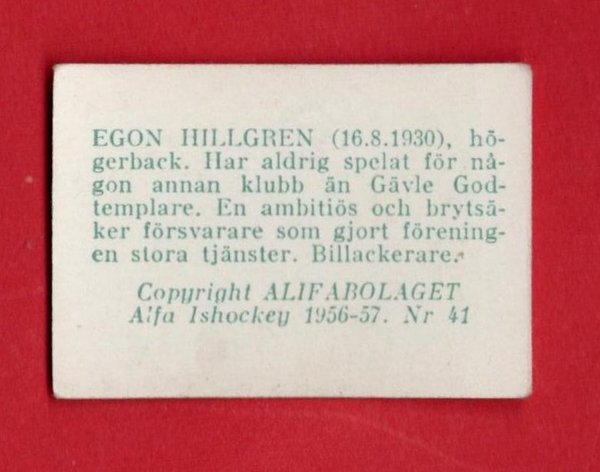 EGON HILLGREN (16.8.1930), hö-
gerback. Har aldrig spelat för nå-
gon annan klubb än Gävle God-
templare. En ambitiös och brytsä-
ker försvarare som gjort förening-
en stora tjänster. Billackerare.
Copyright ALIFABOLAGET
Alfa Ishockey 1956-57. Nr 41